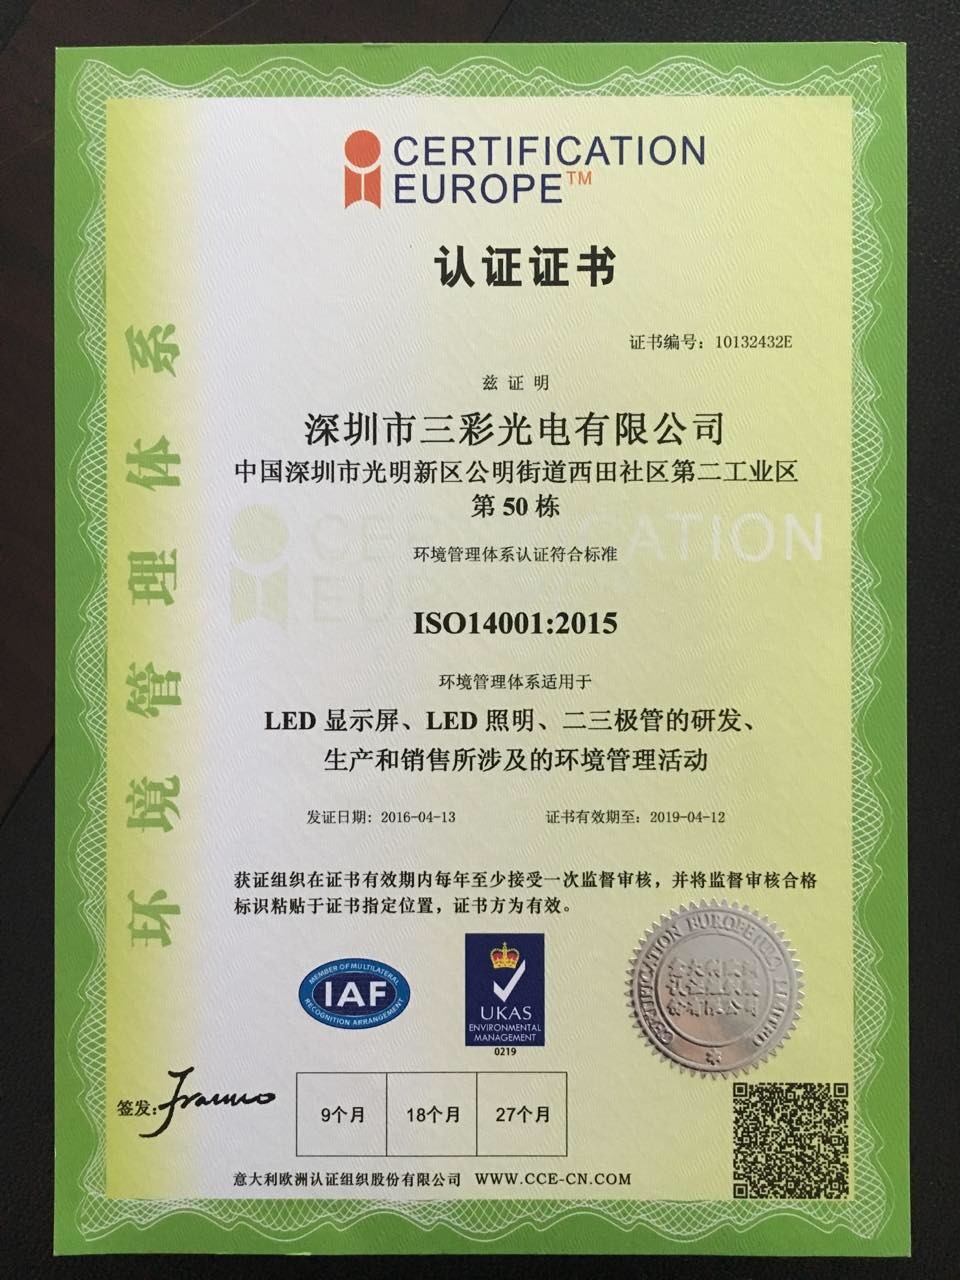 CERTIFICATION
EUROPE™
认证证书
证书编号：10132432E
兹 证 明
深圳市三彩光电有限公司
中国深圳市光明新区公明街道西田社区第二工业区
第 50 栋
环境管理体系认证符合标准
ISO14001:2015
环境管理体系适用于
LED 显示屏、LED 照明、二三极管的研发、
生产和销售所涉及的环境管理活动
发证日期：2016-04-13 证书有效期至：2019-04-12
获证组织在证书有效期内每年至少接受一次监督审核，并将监督审核合格
标识粘贴于证书指定位置，证书方为有效。
MEMBER OF MULTILATERAL
IAF
RECOGNITION ARRANGEMENT
UKAS
ENVIRONMENTAL
MANAGEMENT
0219
签发：
9个月 18个月 27个月
意大利欧洲认证组织股份有限公司 WWW.CCE-CN.COM
环境管理体系
CERTIFICATION EUROPE